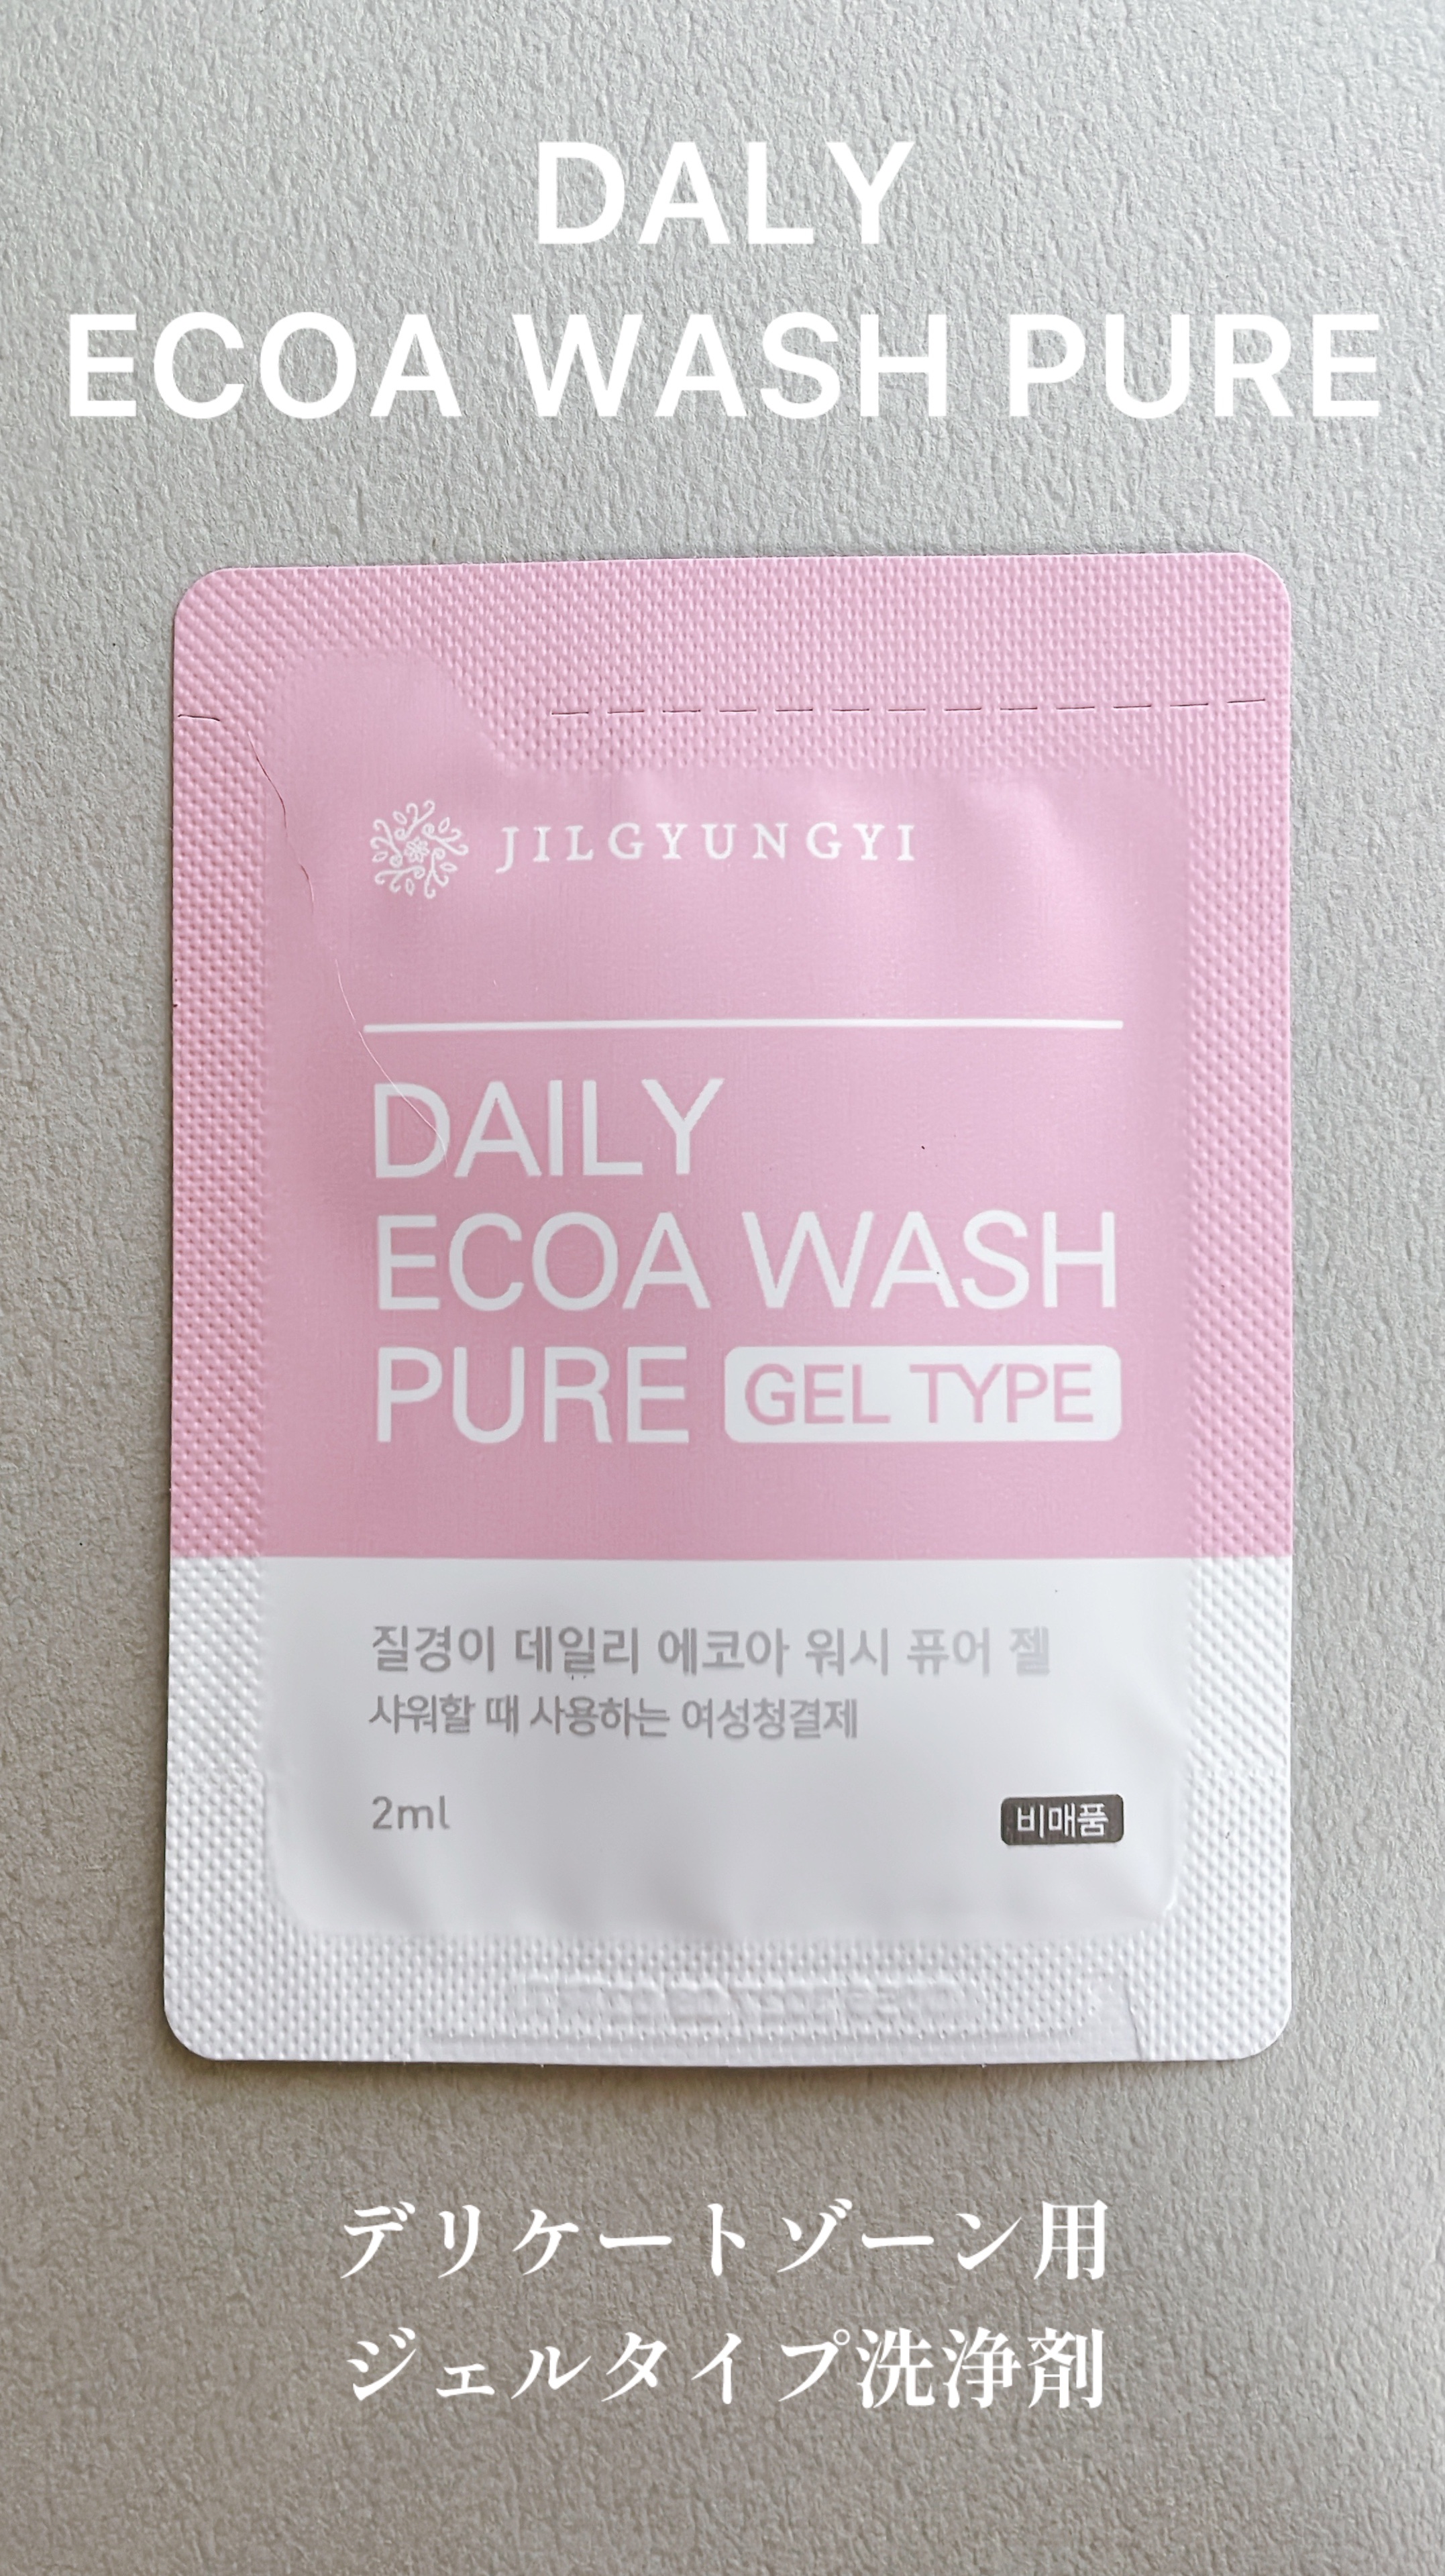 DALY
ECOA WASH PURE
JILGYUNGYI
DAILY
ECOA WASH
PURE GEL TYPE
질경이 데일리 에코아 워시 퓨어 젤
샤워할 때 사용하는 여성청결제
2ml
비매품
デリケートゾーン用
ジェルタイプ洗浄剤